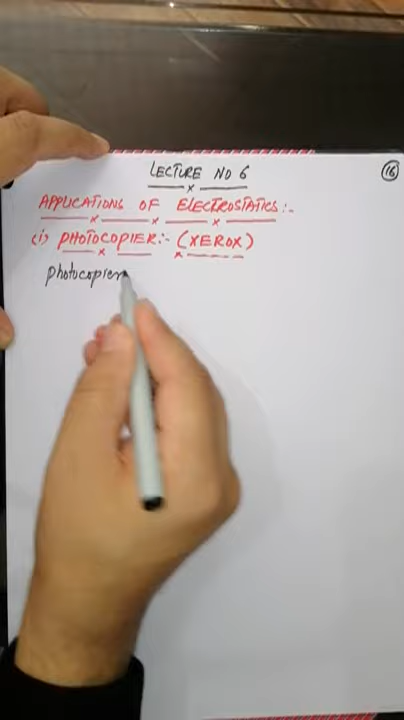 LECTURE NO 6
16
APPLICATIONS OF ELECTROSTATICS:-
(i) PHOTOCOPIER:- (XEROX)
photocopier